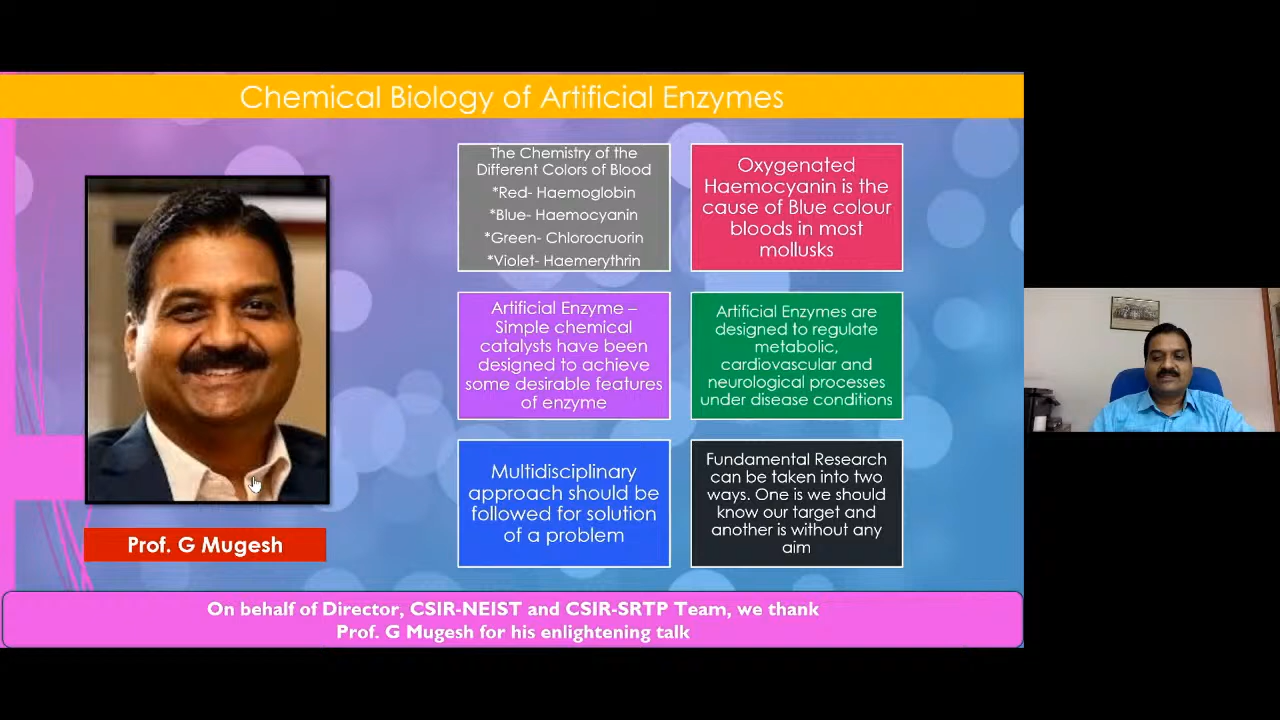 Chemical Biology of Artificial Enzymes
The Chemistry of the
Different Colors of Blood
*Red- Haemoglobin
*Blue- Haemocyanin
*Green- Chlorocruorin
*Violet- Haemerythrin
Oxygenated
Haemocyanin is the
cause of Blue colour
bloods in most
mollusks
Artificial Enzyme –
Simple chemical
catalysts have been
designed to achieve
some desirable features
of enzyme
Artificial Enzymes are
designed to regulate
metabolic,
cardiovascular and
neurological processes
under disease conditions
Multidisciplinary
approach should be
followed for solution
of a problem
Fundamental Research
can be taken into two
ways. One is we should
know our target and
another is without any
aim
Prof. G Mugesh
On behalf of Director, CSIR-NEIST and CSIR-SRTP Team, we thank
Prof. G Mugesh for his enlightening talk